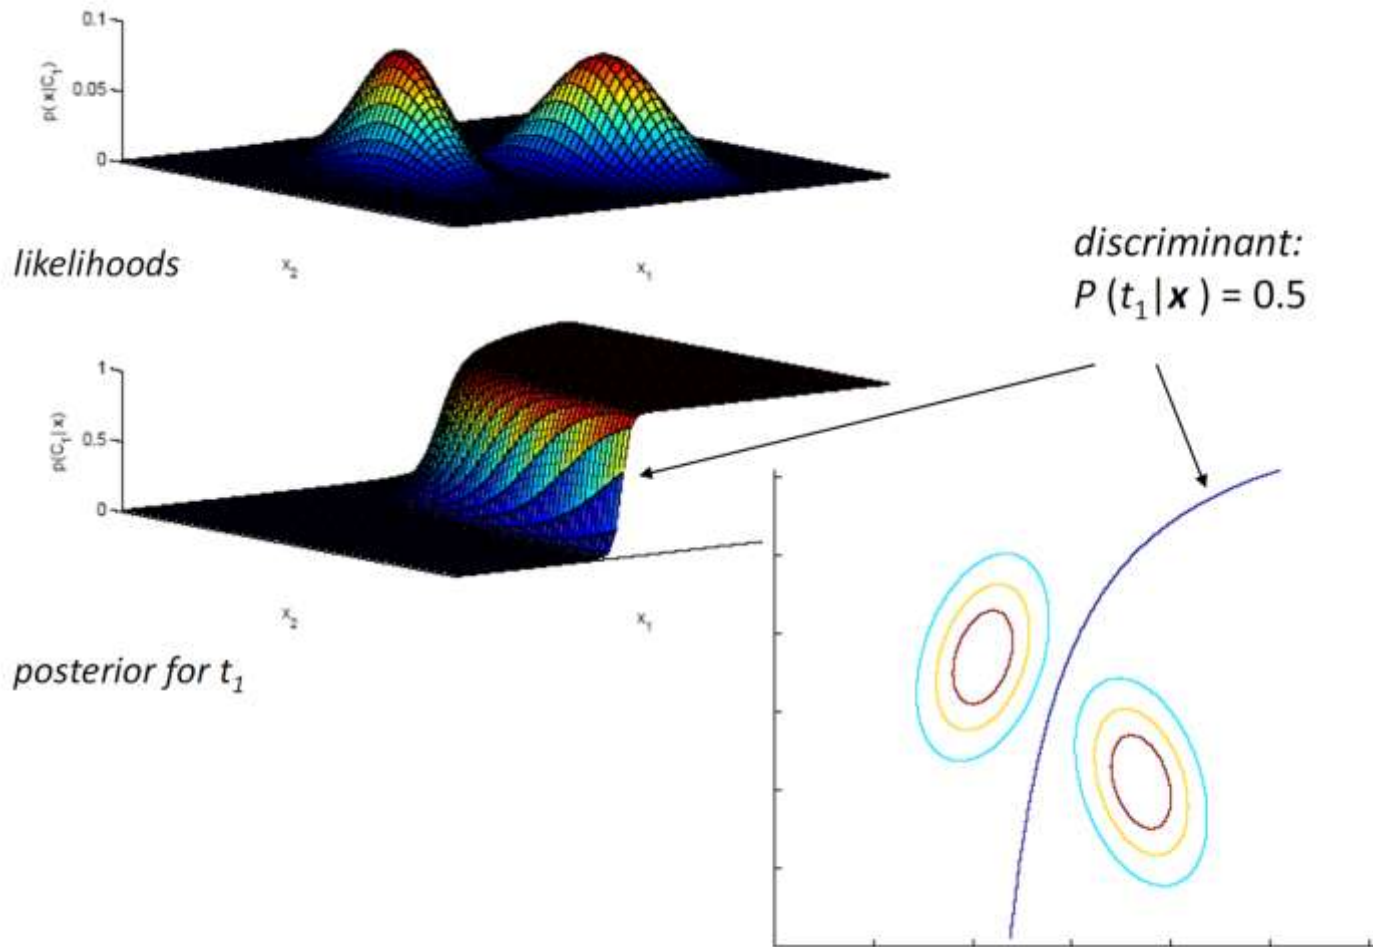 0.1
0.05
0
p( x|C₁)
x₂
x₁
likelihoods
discriminant:
P (t₁|x ) = 0.5
1
0.5
0
p(C₁| x)
x₂
x₁
posterior for t₁